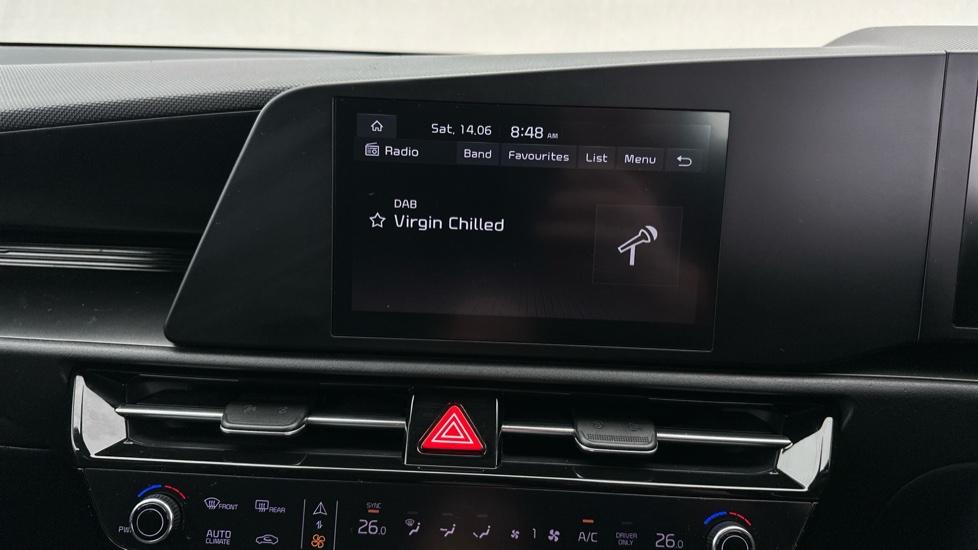 Sat, 14.06 8:48 AM
Radio Band Favourites List Menu
DAB
Virgin Chilled
FRONT REAR
SYNC
26.0 1 A/C DRIVER ONLY 26.0
AUTO CLIMATE